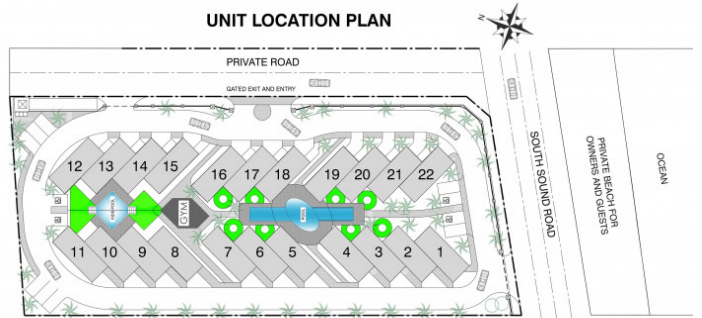 UNIT LOCATION PLAN
N
PRIVATE ROAD
GATED EXIT AND ENTRY
12 13 14 15
16 17 18
19 20 21 22
GYM
POOL
11 10 9 8
7 6 5
4 3 2 1
SOUTH SOUND ROAD
PRIVATE BEACH FOR
OWNERS AND GUESTS
OCEAN